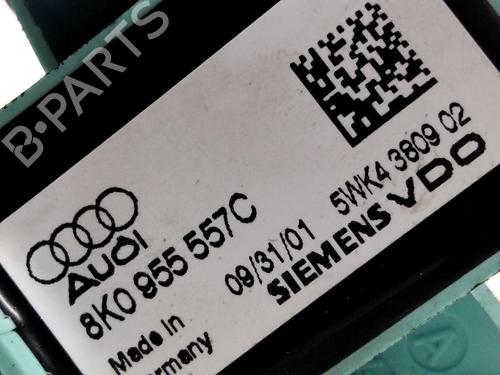 B-PARTS
AUDI
8K0 955 557C
09/31/01
5WK4 3809 02
SIEMENS VDO
Made in
Germany